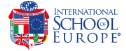 INTERNATIONAL
SCHOOL OF
EUROPE